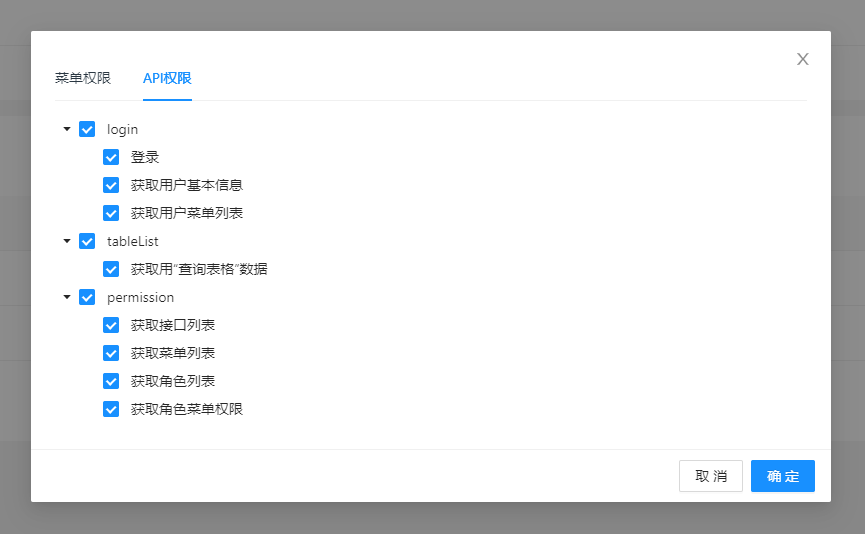 菜单权限 API权限
login
登录
获取用户基本信息
获取用户菜单列表
tableList
获取用“查询表格”数据
permission
获取接口列表
获取菜单列表
获取角色列表
获取角色菜单权限
取 消 确 定